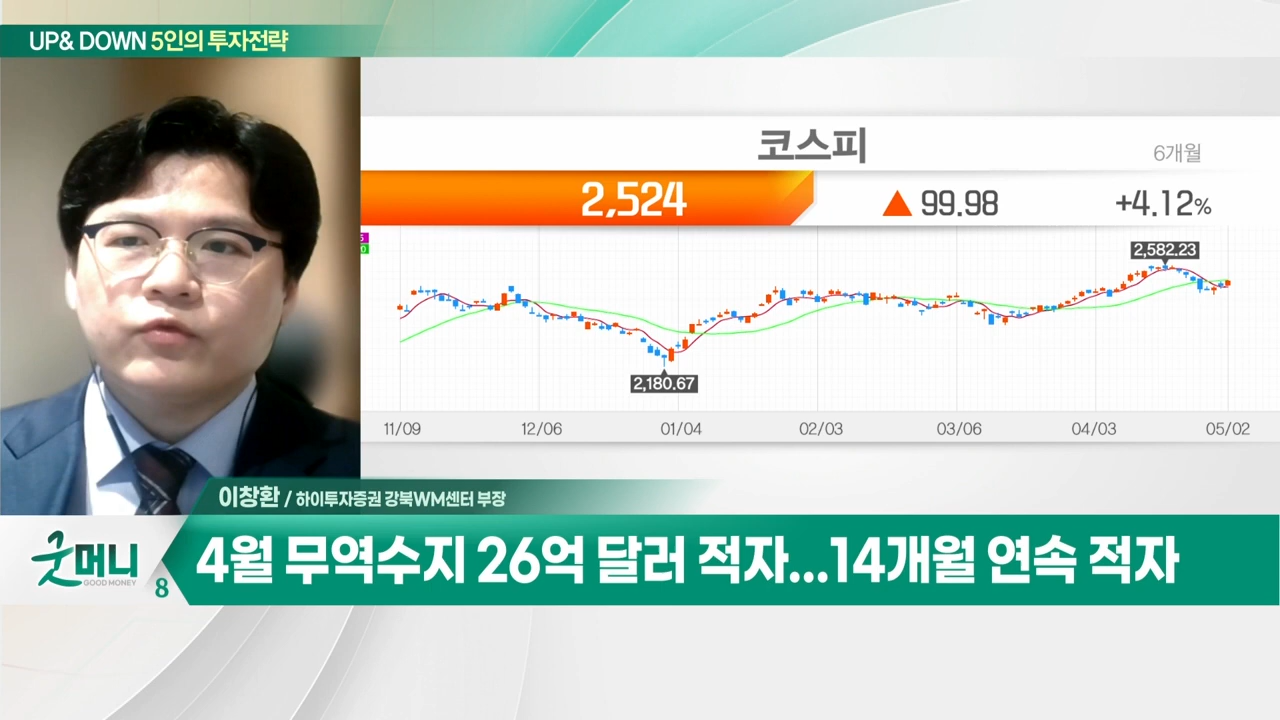 UP& DOWN 5인의 투자전략
코스피
6개월
2,524 ▲ 99.98 +4.12%
2,582.23
2,180.67
11/09 12/06 01/04 02/03 03/06 04/03 05/02
이창환 / 하이투자증권 강북WM센터 부장
굿머니
GOOD MONEY
8
4월 무역수지 26억 달러 적자...14개월 연속 적자